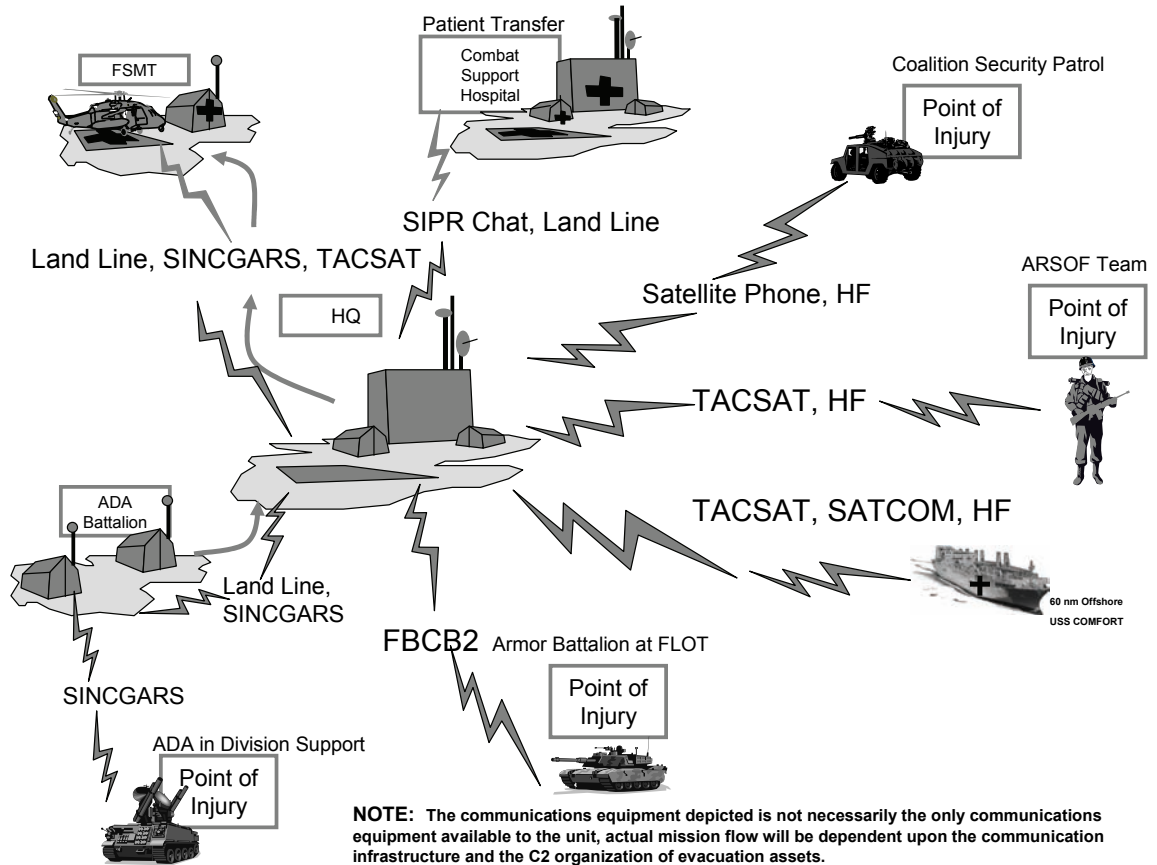 Patient Transfer
FSMT
Combat
Support
Hospital
Coalition Security Patrol
Point of
Injury
SIPR Chat, Land Line
Land Line, SINCGARS, TACSAT
ARSOF Team
Satellite Phone, HF
HQ
Point of
Injury
TACSAT, HF
ADA
Battalion
TACSAT, SATCOM, HF
Land Line,
SINCGARS
60 nm Offshore
USS COMFORT
FBCB2
Armor Battalion at FLOT
SINCGARS
Point of
Injury
ADA in Division Support
Point of
Injury
NOTE: The communications equipment depicted is not necessarily the only communications
equipment available to the unit, actual mission flow will be dependent upon the communication
infrastructure and the C2 organization of evacuation assets.